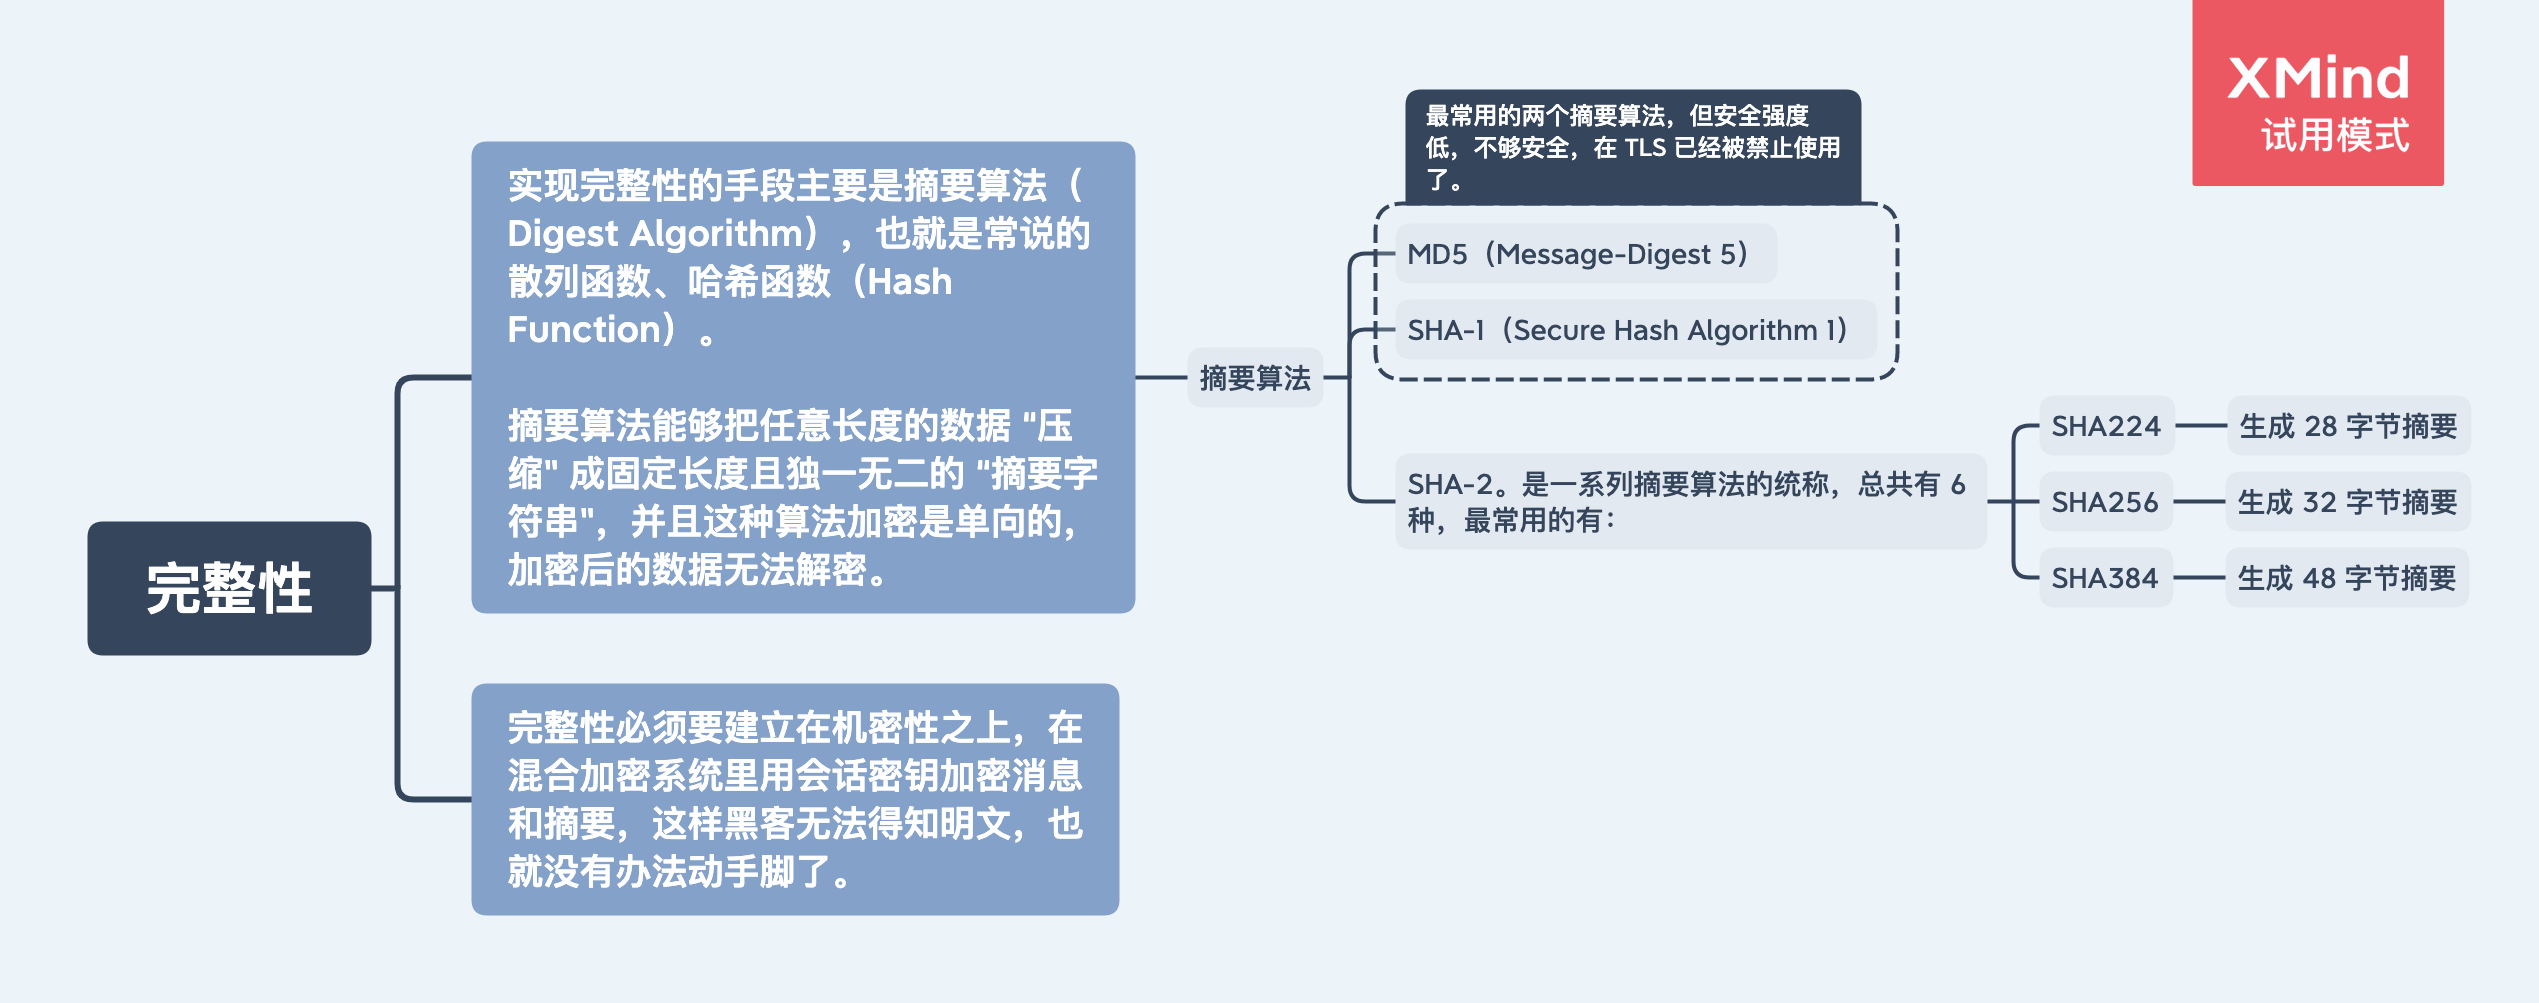 XMind
试用模式
完整性
实现完整性的手段主要是摘要算法（
Digest Algorithm），也就是常说的
散列函数、哈希函数（Hash
Function）。
摘要算法能够把任意长度的数据 "压
缩" 成固定长度且独一无二的 "摘要字
符串"，并且这种算法加密是单向的，
加密后的数据无法解密。
摘要算法
最常用的两个摘要算法，但安全强度
低，不够安全，在 TLS 已经被禁止使用
了。
MD5（Message-Digest 5）
SHA-1（Secure Hash Algorithm 1）
SHA-2。是一系列摘要算法的统称，总共有 6
种，最常用的有：
SHA224
生成 28 字节摘要
SHA256
生成 32 字节摘要
SHA384
生成 48 字节摘要
完整性必须要建立在机密性之上，在
混合加密系统里用会话密钥加密消息
和摘要，这样黑客无法得知明文，也
就没有办法动手脚了。